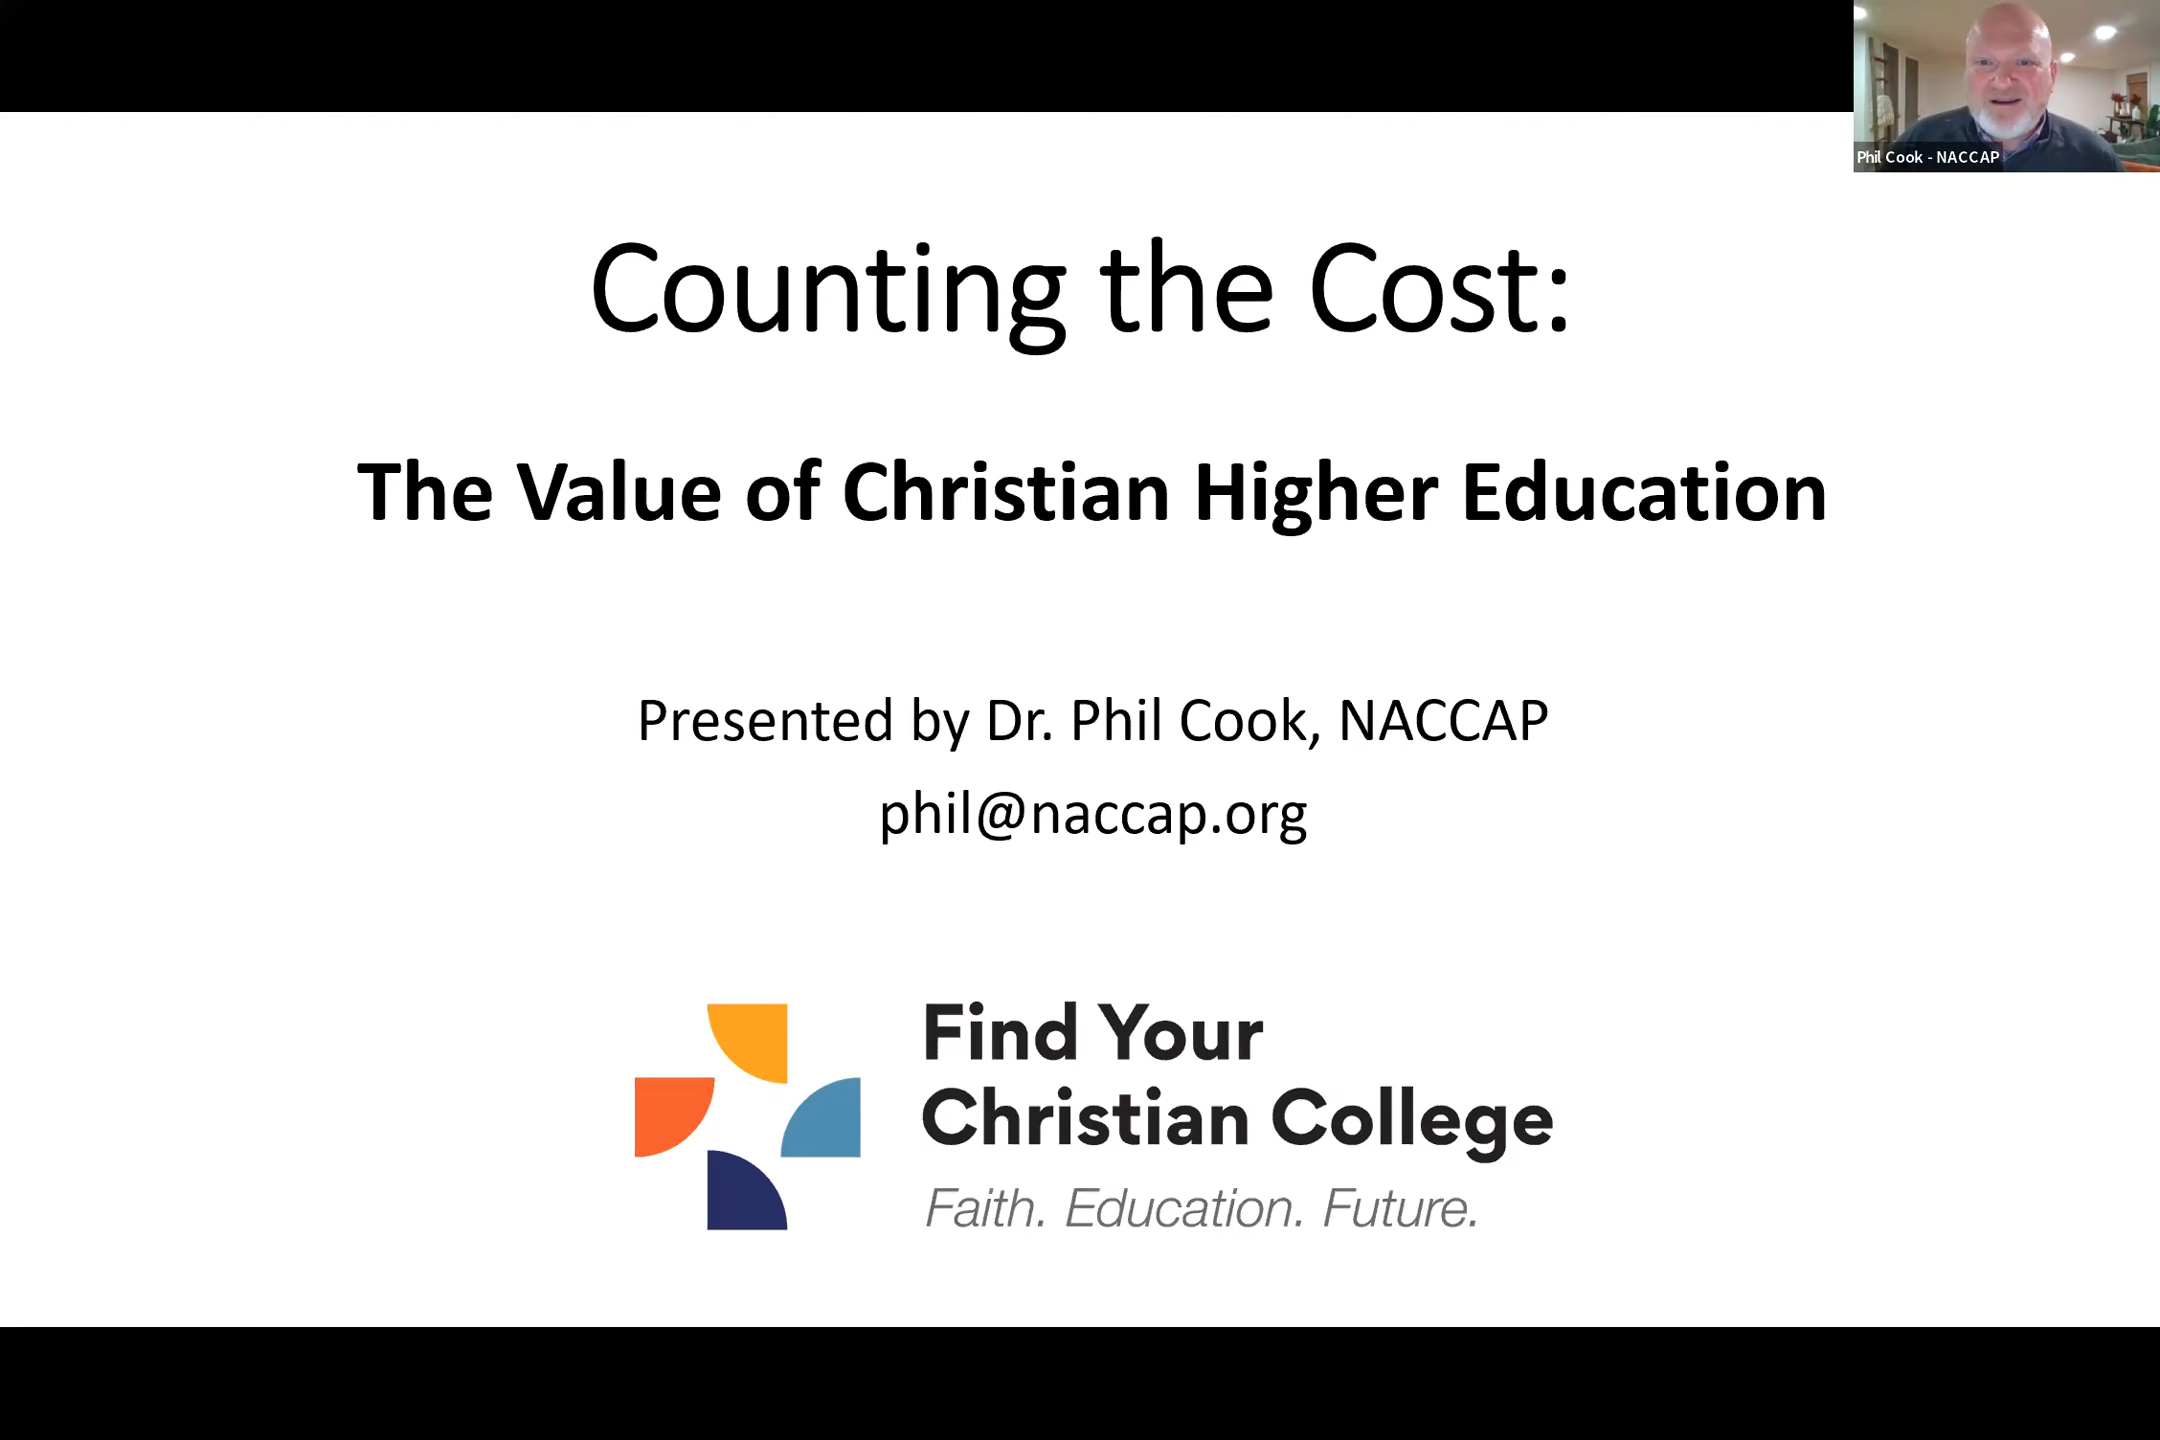 Phil Cook - NACCAP
Counting the Cost:
The Value of Christian Higher Education
Presented by Dr. Phil Cook, NACCAP
phil@naccap.org
Find Your
Christian College
Faith. Education. Future.